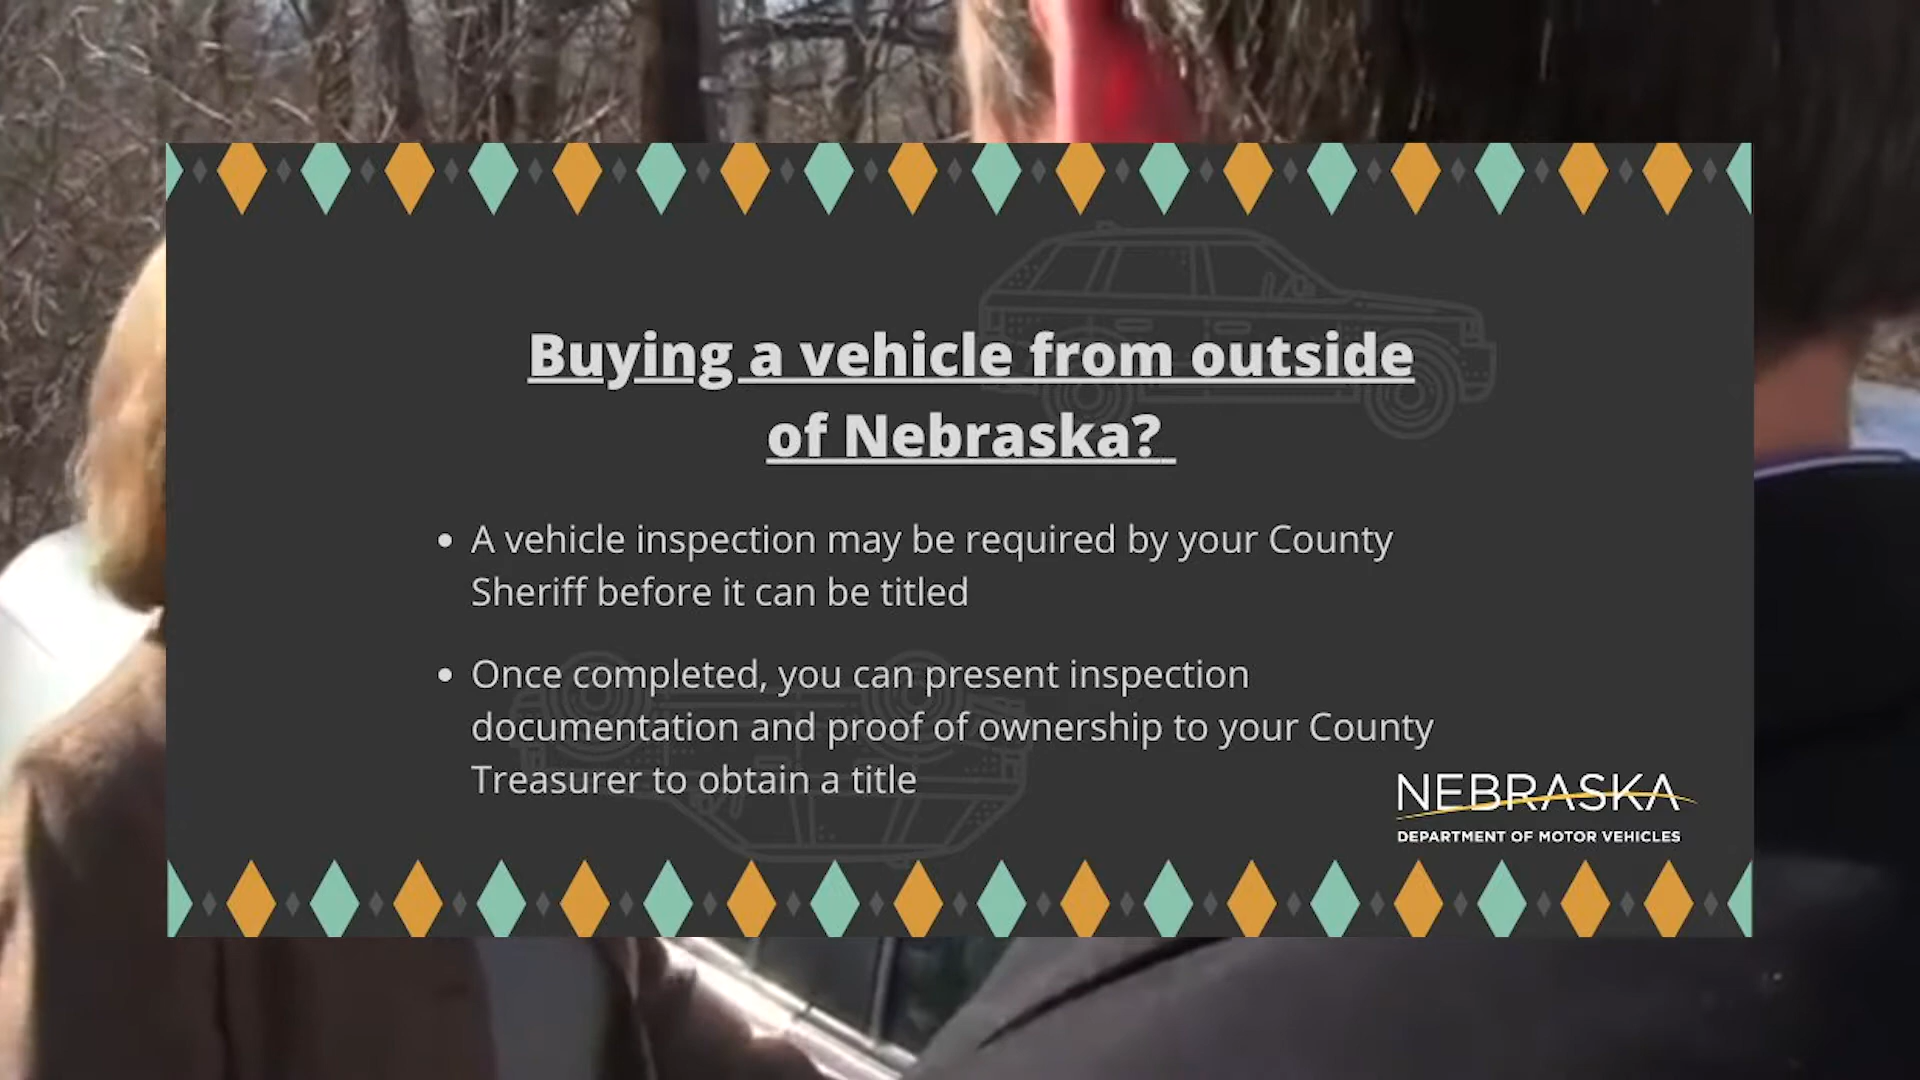 Buying a vehicle from outside
of Nebraska?
• A vehicle inspection may be required by your County
Sheriff before it can be titled
• Once completed, you can present inspection
documentation and proof of ownership to your County
Treasurer to obtain a title
NEBRASKA
DEPARTMENT OF MOTOR VEHICLES